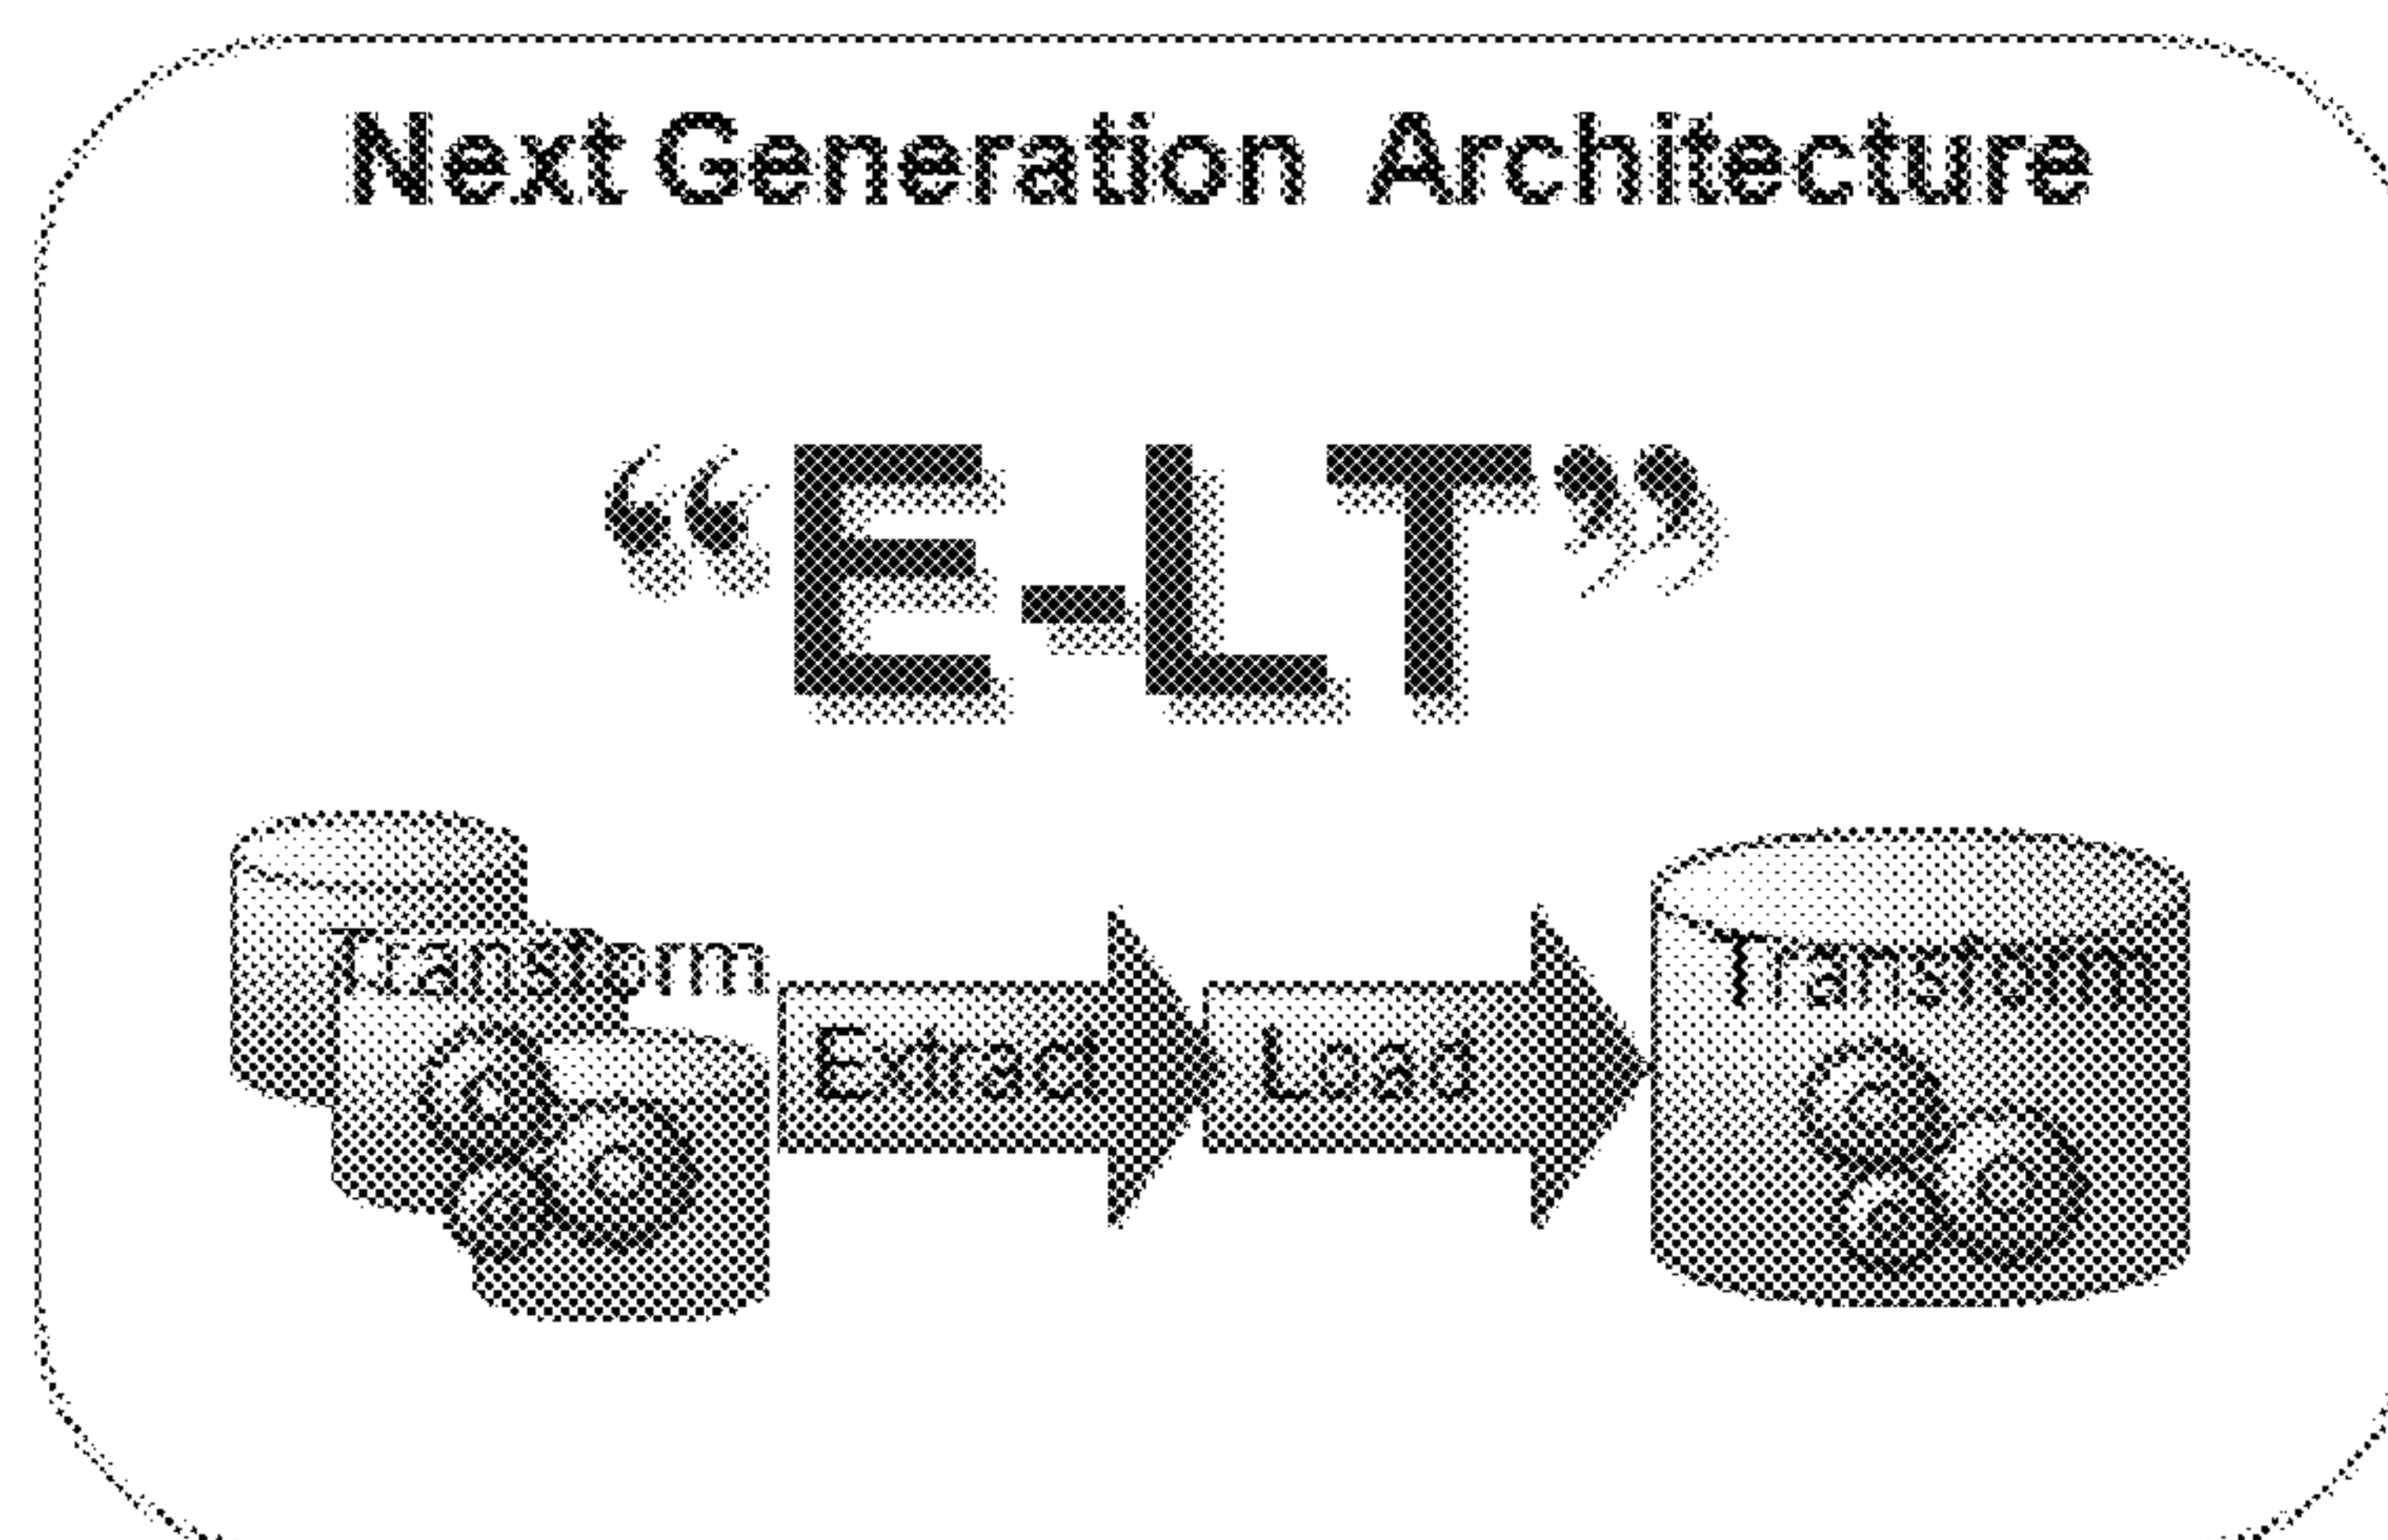 Next Generation Architecture
“E-LT”
Transform
Extract
Load
Transform